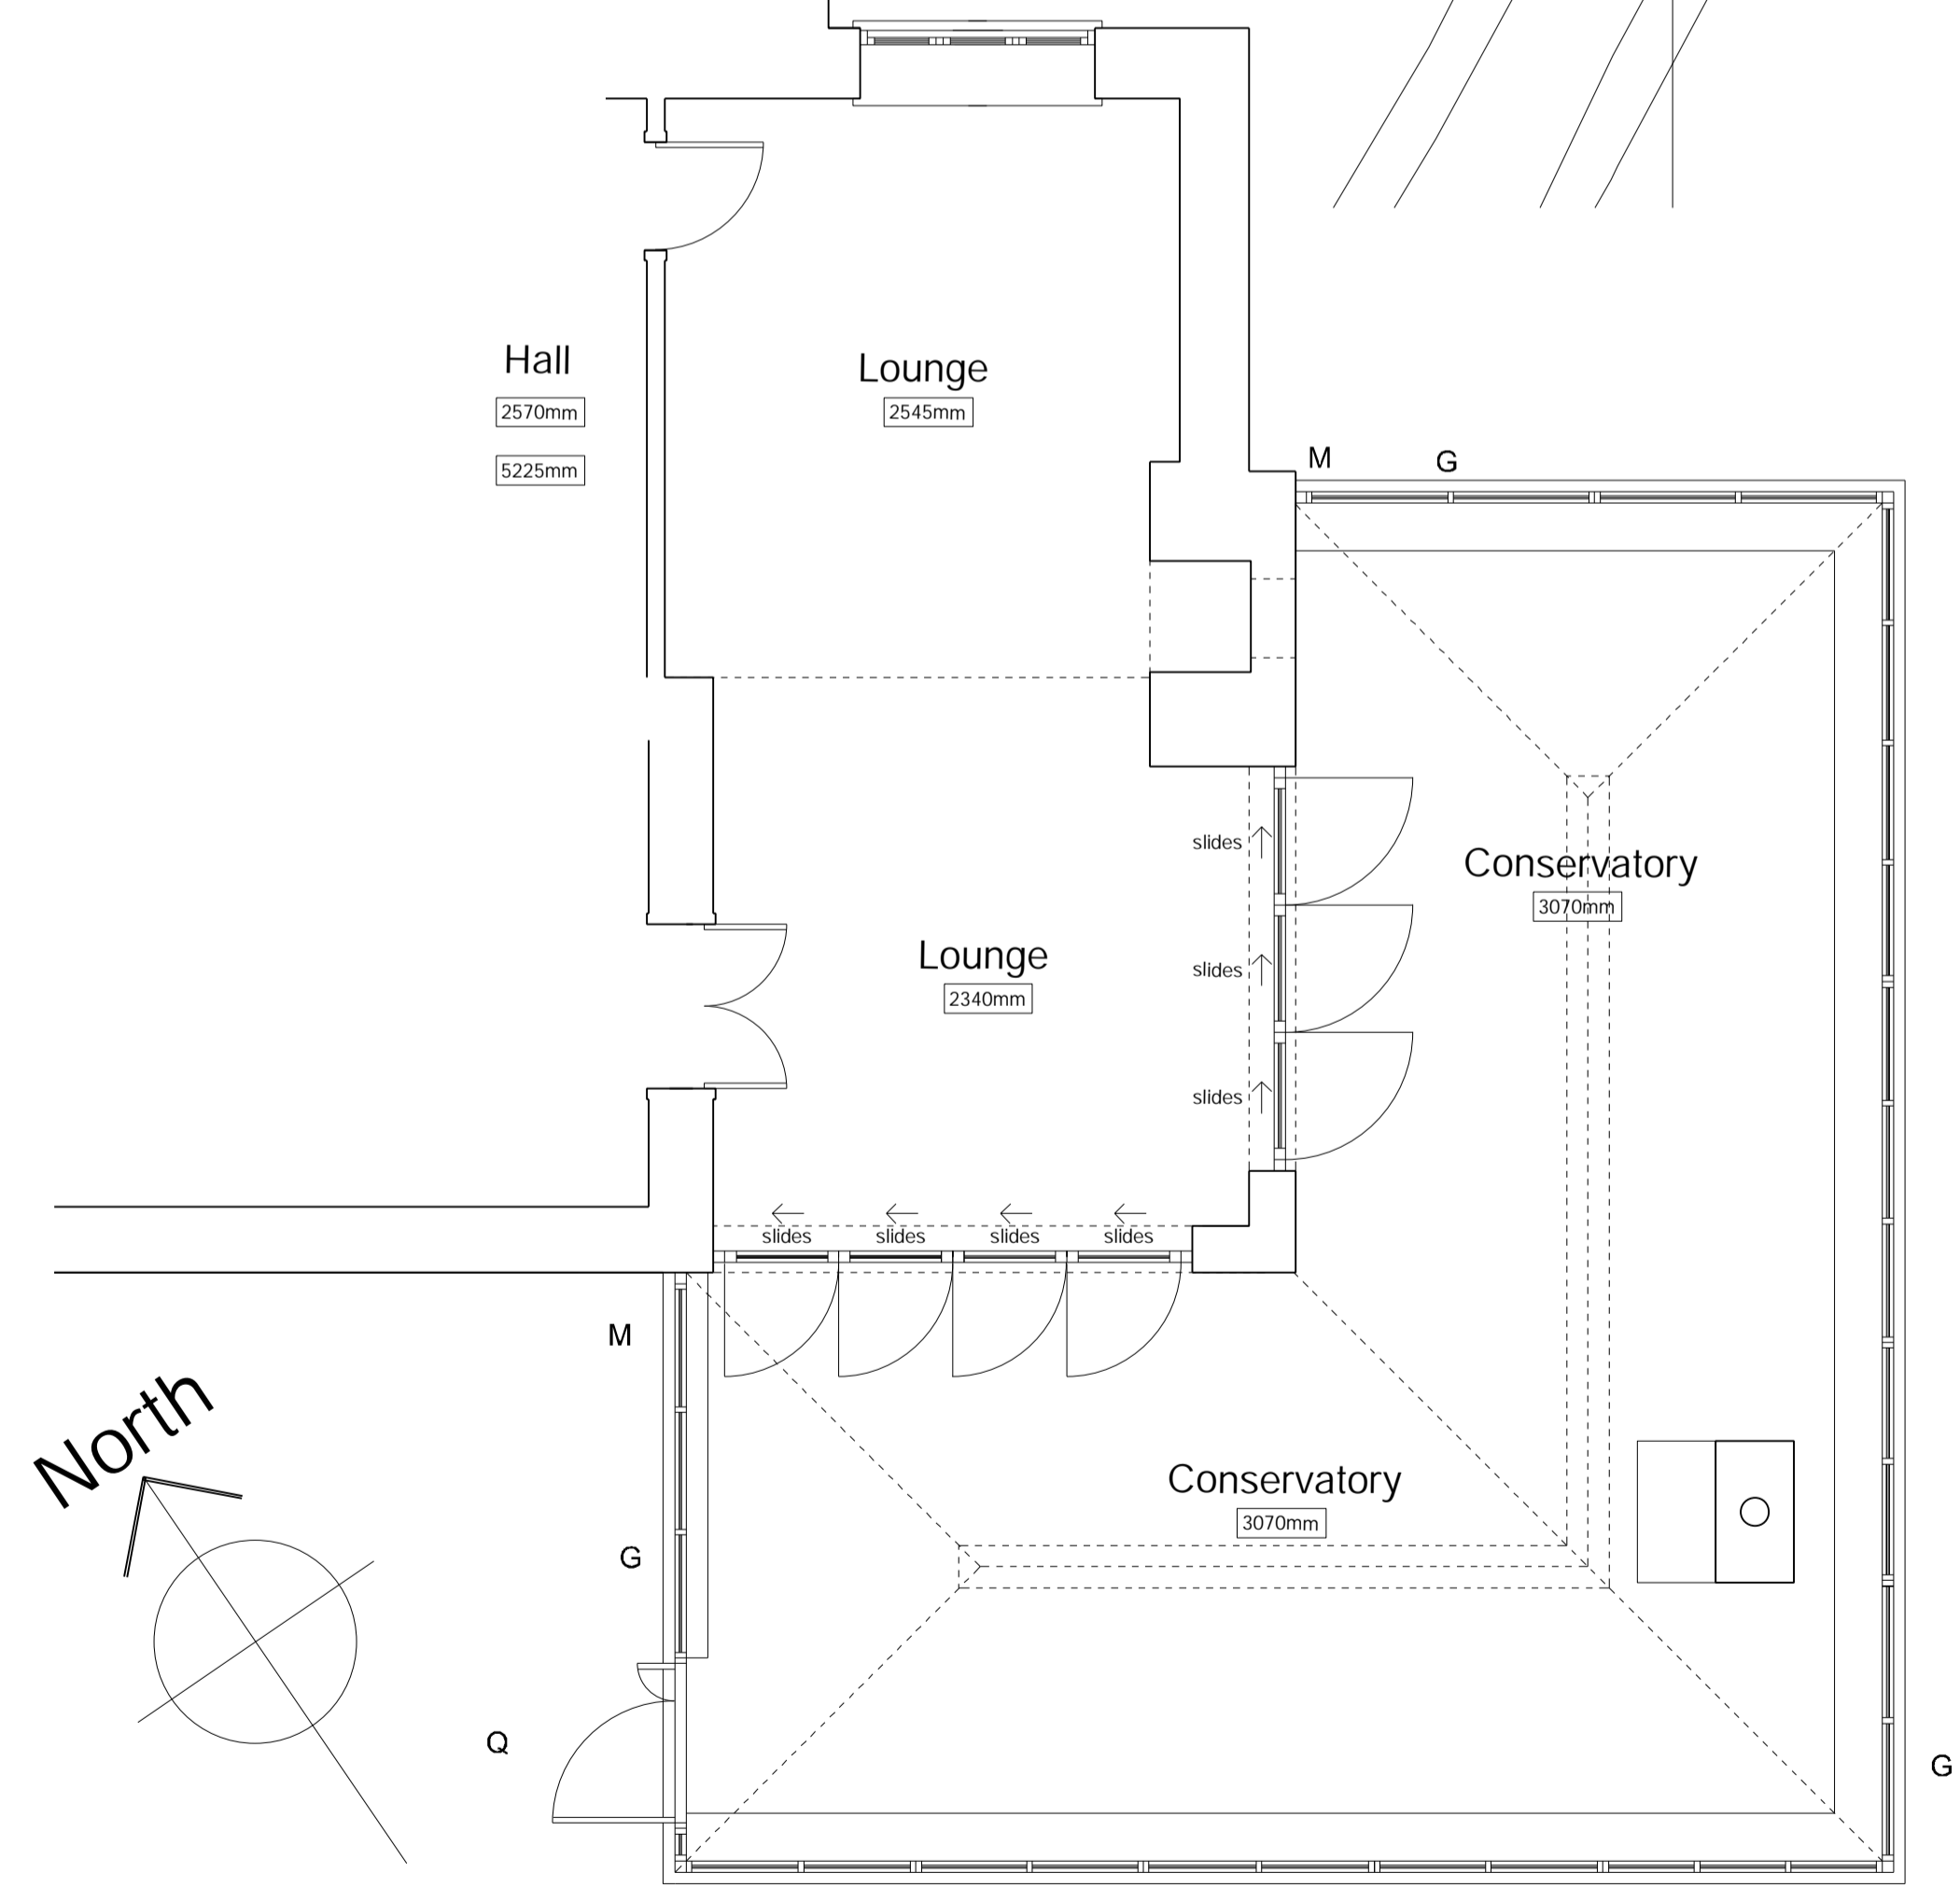 Hall
2570mm
5225mm
Lounge
2545mm
M
G
slides
Conservatory
3070mm
Lounge
2340mm
slides
slides
slides
slides
slides
slides
M
North
Conservatory
3070mm
G
Q
G